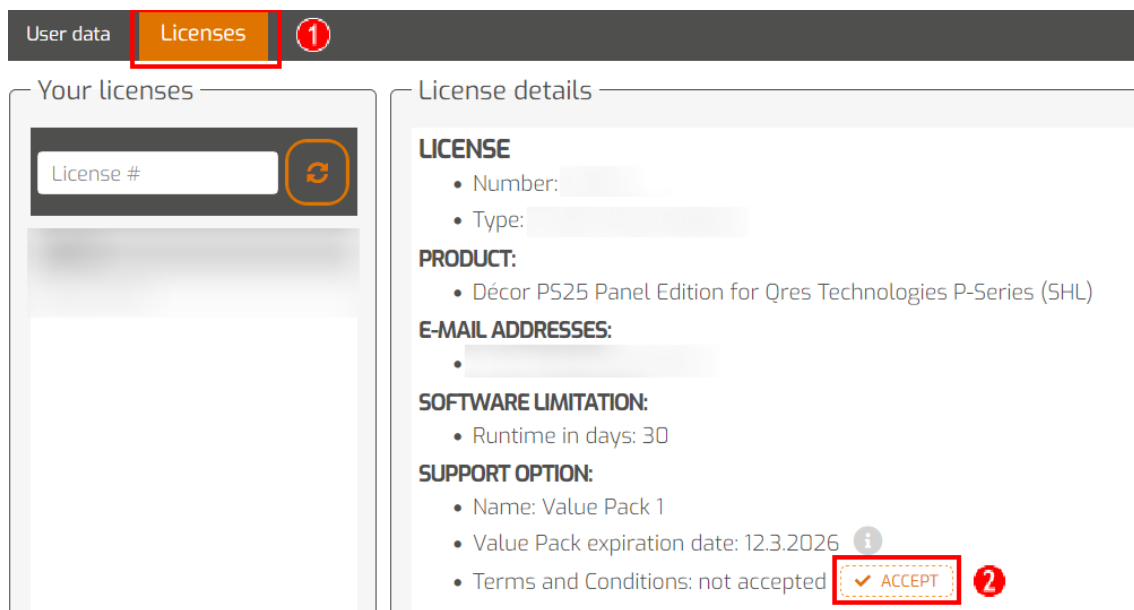 User data Licenses 1
Your licenses
License #
License details
LICENSE
• Number:
• Type:
PRODUCT:
• Décor PS25 Panel Edition for Qres Technologies P-Series (SHL)
E-MAIL ADDRESSES:
•
SOFTWARE LIMITATION:
• Runtime in days: 30
SUPPORT OPTION:
• Name: Value Pack 1
• Value Pack expiration date: 12.3.2026 i
• Terms and Conditions: not accepted ✓ ACCEPT 2